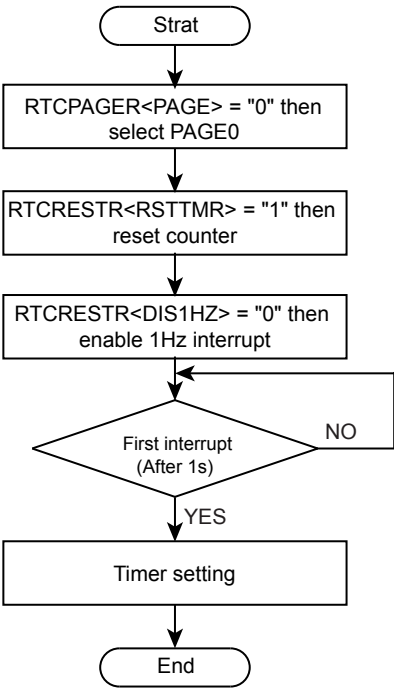 Strat
RTCPAGER<PAGE> = "0" then
select PAGE0
RTCRESTR<RSTTMR> = "1" then
reset counter
RTCRESTR<DIS1HZ> = "0" then
enable 1Hz interrupt
First interrupt
(After 1s)
NO
YES
Timer setting
End